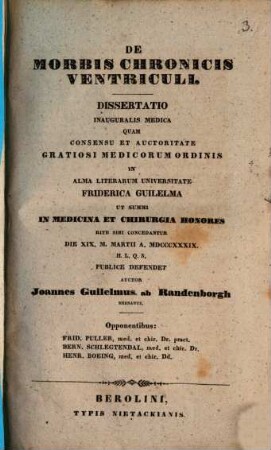 3.
DE
MORBIS CHRONICIS
VENTRICULI.
DISSERTATIO
INAUGURALIS MEDICA
QUAM
CONSENSU ET AUCTORITATE
GRATIOSI MEDICORUM ORDINIS
IN
ALMA LITERARUM UNIVERSITATE
FRIDERICA GUILELMA
UT SUMMI
IN MEDICINA ET CHIRURGIA HONORES
RITE SIBI CONCEDANTUR
DIE XIX. M. MARTII A. MDCCCXXXIX.
H. L. Q. S.
PUBLICE DEFENDET
AUCTOR
Joannes Guilelmus. ab Randenborgh
Opponentibus:
FRID. FULLER, med. et chir. Dr. pract.
BERN. SCHLEGTENDAL, med. et chir. Dr.
HENR. BOEING, med. et chir. Dd.
BEROLINI,
TYPIS NIETACKIANIS.